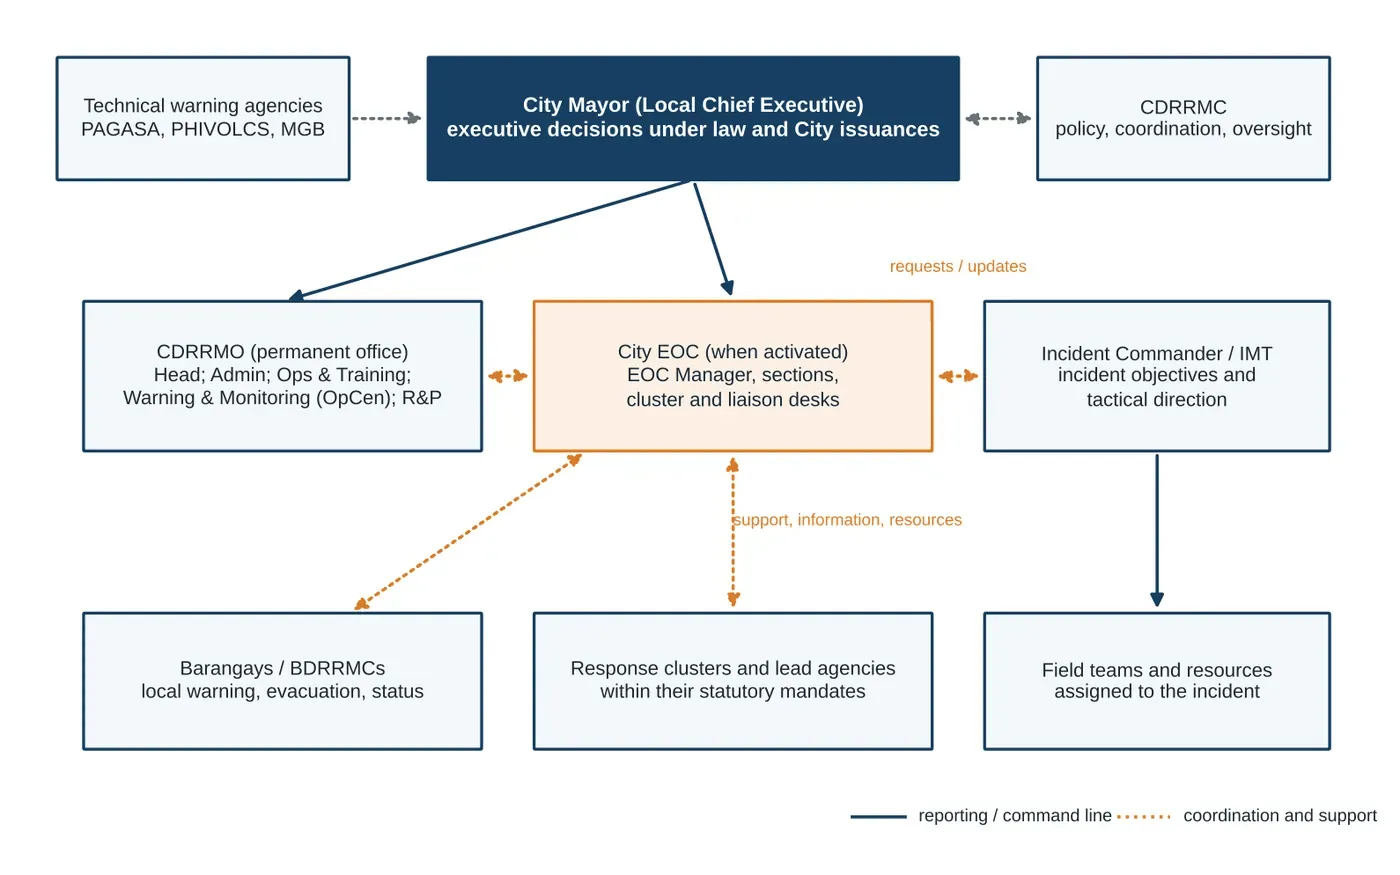 Technical warning agencies
PAGASA, PHIVOLCS, MGB
City Mayor (Local Chief Executive)
executive decisions under law and City issuances
CDRRMC
policy, coordination, oversight
requests / updates
CDRRMO (permanent office)
Head; Admin; Ops & Training;
Warning & Monitoring (OpCen); R&P
City EOC (when activated)
EOC Manager, sections,
cluster and liaison desks
Incident Commander / IMT
incident objectives and
tactical direction
support, information, resources
Barangays / BDRRMCs
local warning, evacuation, status
Response clusters and lead agencies
within their statutory mandates
Field teams and resources
assigned to the incident
reporting / command line
coordination and support